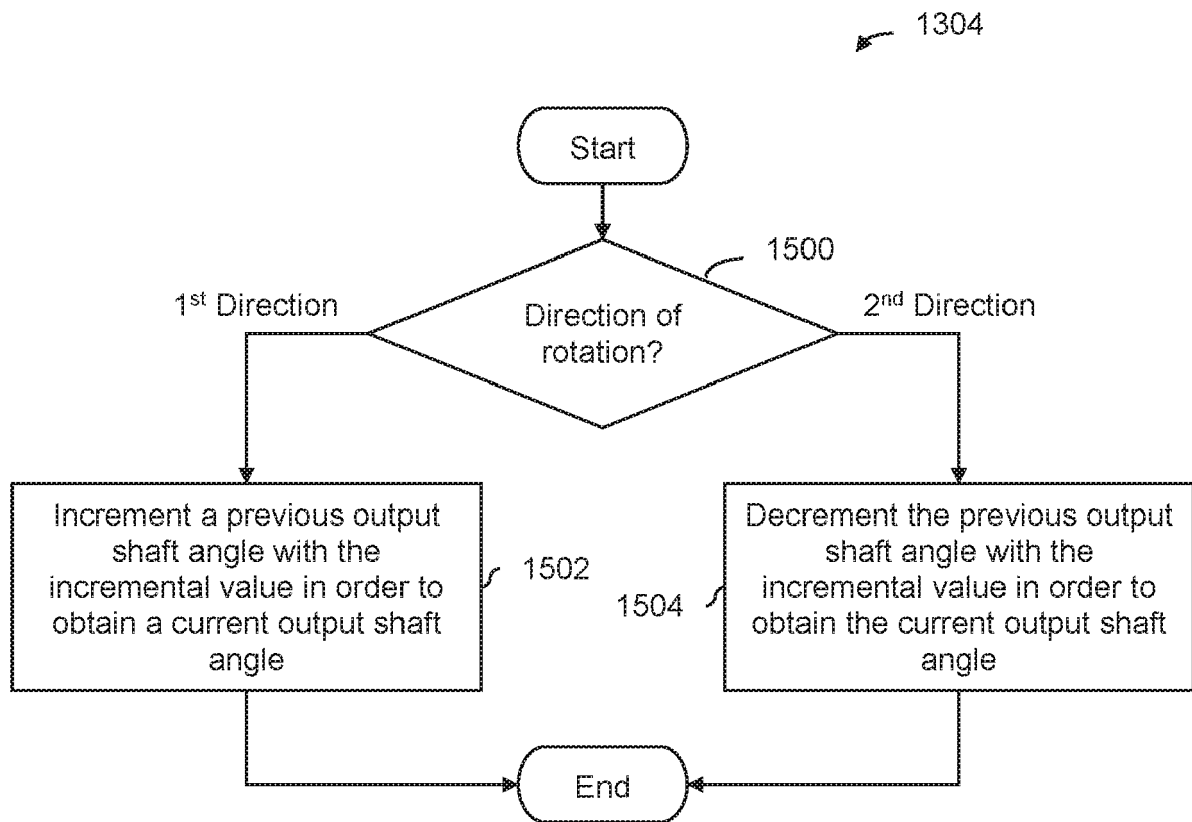 1304
Start
1500
1st Direction
2nd Direction
Direction of
rotation?
Increment a previous output
shaft angle with the
incremental value in order to
obtain a current output shaft
angle
1502
Decrement the previous output
shaft angle with the
incremental value in order to
obtain the current output shaft
angle
1504
End